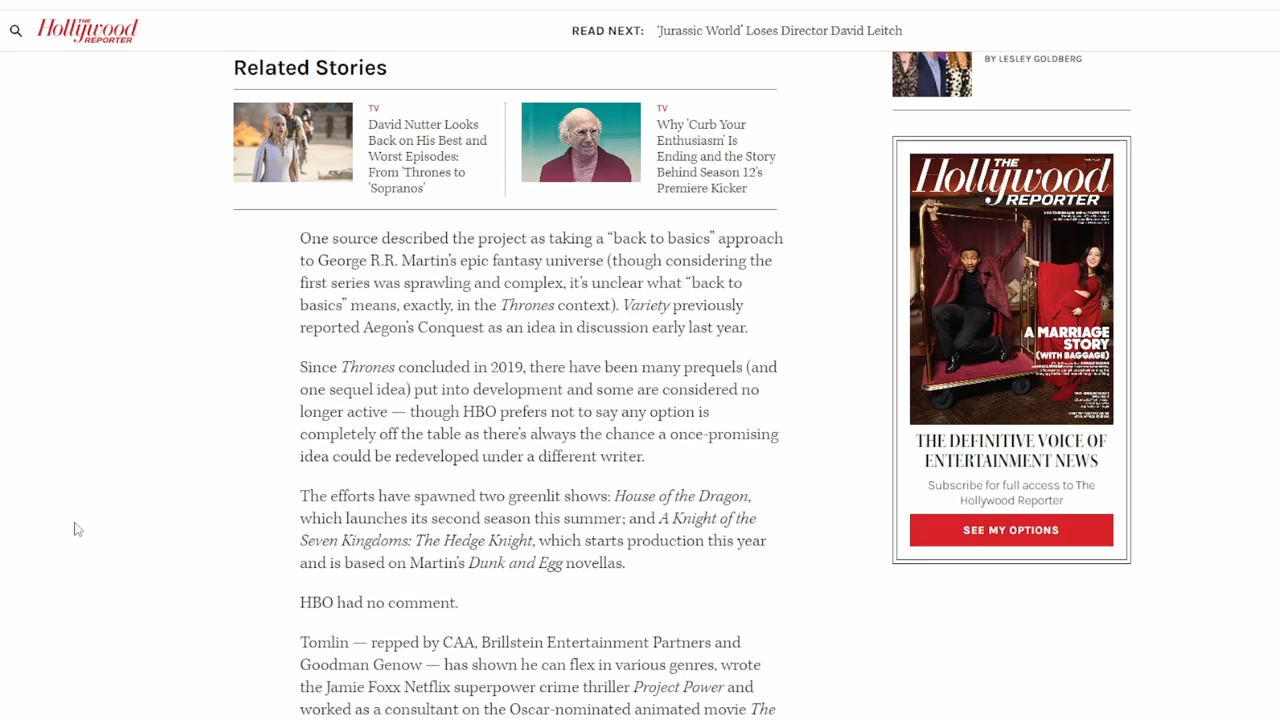 THE
Hollywood
REPORTER
READ NEXT: 'Jurassic World' Loses Director David Leitch
Related Stories
TV
David Nutter Looks
Back on His Best and
Worst Episodes:
From 'Thrones to
'Sopranos'
TV
Why 'Curb Your
Enthusiasm' Is
Ending and the Story
Behind Season 12's
Premiere Kicker
One source described the project as taking a “back to basics” approach
to George R.R. Martin’s epic fantasy universe (though considering the
first series was sprawling and complex, it’s unclear what “back to
basics” means, exactly, in the Thrones context). Variety previously
reported Aegon’s Conquest as an idea in discussion early last year.
Since Thrones concluded in 2019, there have been many prequels (and
one sequel idea) put into development and some are considered no
longer active — though HBO prefers not to say any option is
completely off the table as there’s always the chance a once-promising
idea could be redeveloped under a different writer.
The efforts have spawned two greenlit shows: House of the Dragon,
which launches its second season this summer; and A Knight of the
Seven Kingdoms: The Hedge Knight, which starts production this year
and is based on Martin’s Dunk and Egg novellas.
HBO had no comment.
Tomlin — repped by CAA, Brillstein Entertainment Partners and
Goodman Genow — has shown he can flex in various genres, wrote
the Jamie Foxx Netflix superpower crime thriller Project Power and
worked as a consultant on the Oscar-nominated animated movie The
BY LESLEY GOLDBERG
THE
Hollywood
REPORTER
A MARRIAGE
STORY
(WITH BAGGAGE)
THE DEFINITIVE VOICE OF
ENTERTAINMENT NEWS
Subscribe for full access to The
Hollywood Reporter
SEE MY OPTIONS